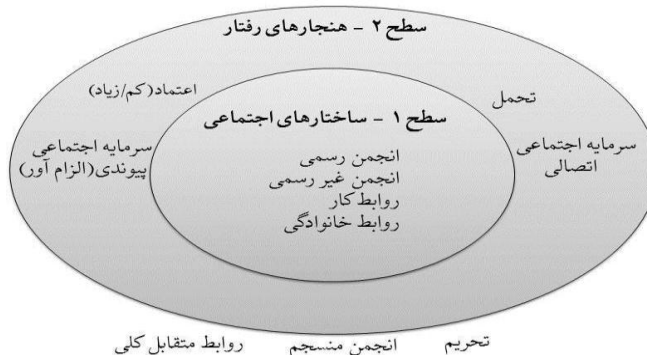 سطح ۲ - هنجارهای رفتار
اعتماد(کم/زیاد)
تحمل
سطح ۱ - ساختارهای اجتماعی
سرمایه اجتماعی
اتصالی
سرمایه اجتماعی
پیوندی(الزام آور)
انجمن رسمی
انجمن غیر رسمی
روابط کار
روابط خانوادگی
تحریم
انجمن منسجم
روابط متقابل کلی